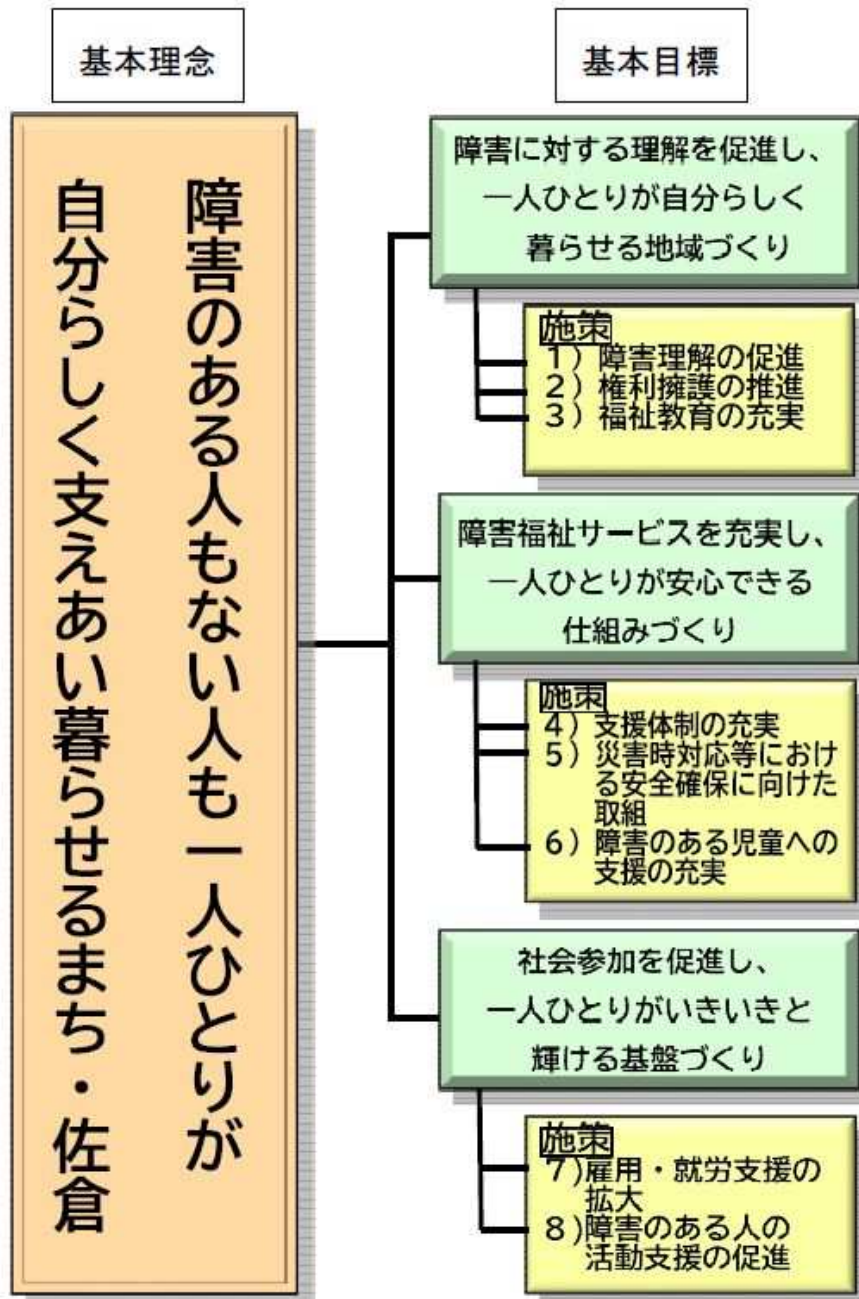 基本理念
障害のある人もない人も一人ひとりが
自分らしく支えあい暮らせるまち・佐倉
基本目標
障害に対する理解を促進し、
一人ひとりが自分らしく
暮らせる地域づくり
施策
1）障害理解の促進
2）権利擁護の推進
3）福祉教育の充実
障害福祉サービスを充実し、
一人ひとりが安心できる
仕組みづくり
施策
4）支援体制の充実
5）災害時対応等におけ
る安全確保に向けた
取組
6）障害のある児童への
支援の充実
社会参加を促進し、
一人ひとりがいきいきと
輝ける基盤づくり
施策
7)雇用・就労支援の
拡大
8)障害のある人の
活動支援の促進